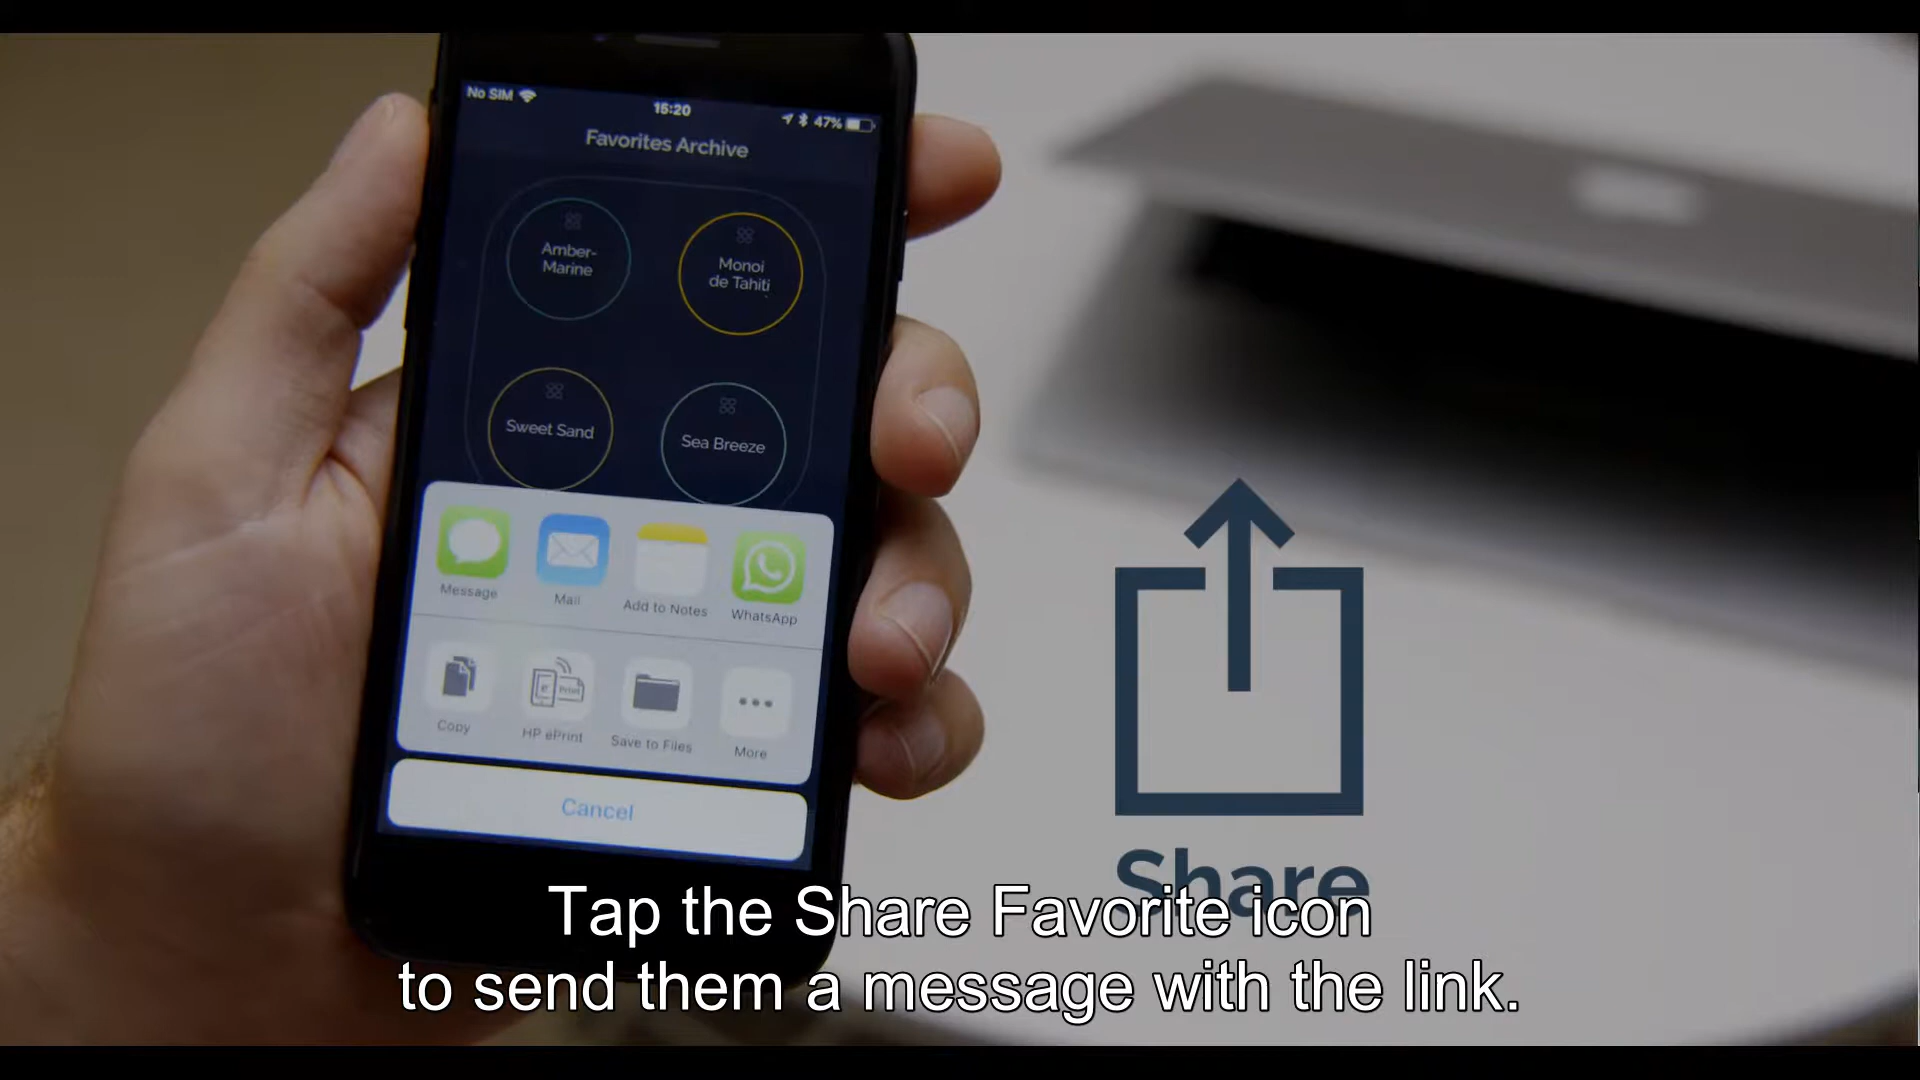 No SIM
15:20
47%
Favorites Archive
Amber-
Marine
Monoi
de Tahiti
Sweet Sand
Sea Breeze
Message
Mail
Add to Notes
WhatsApp
Copy
HP ePrint
Save to Files
More
Cancel
Share
Tap the Share Favorite icon
to send them a message with the link.